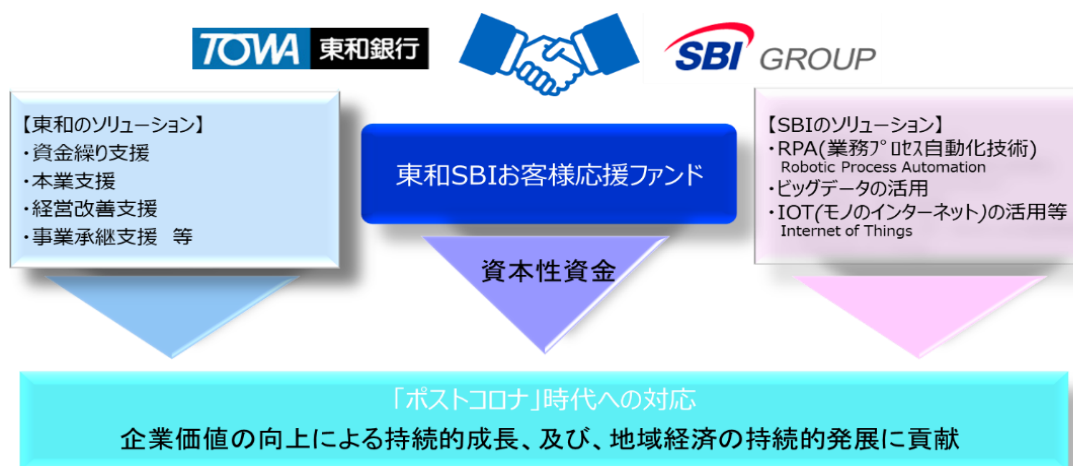 TOWA 東和銀行
SBI GROUP
【東和のソリューション】
・資金繰り支援
・本業支援
・経営改善支援
・事業承継支援 等
東和SBIお客様応援ファンド
資本性資金
【SBIのソリューション】
・RPA(業務ﾌﾟﾛｾｽ自動化技術)
Robotic Process Automation
・ビッグデータの活用
・IOT(モノのインターネット)の活用等
Internet of Things
「ポストコロナ」時代への対応
企業価値の向上による持続的成長、及び、地域経済の持続的発展に貢献